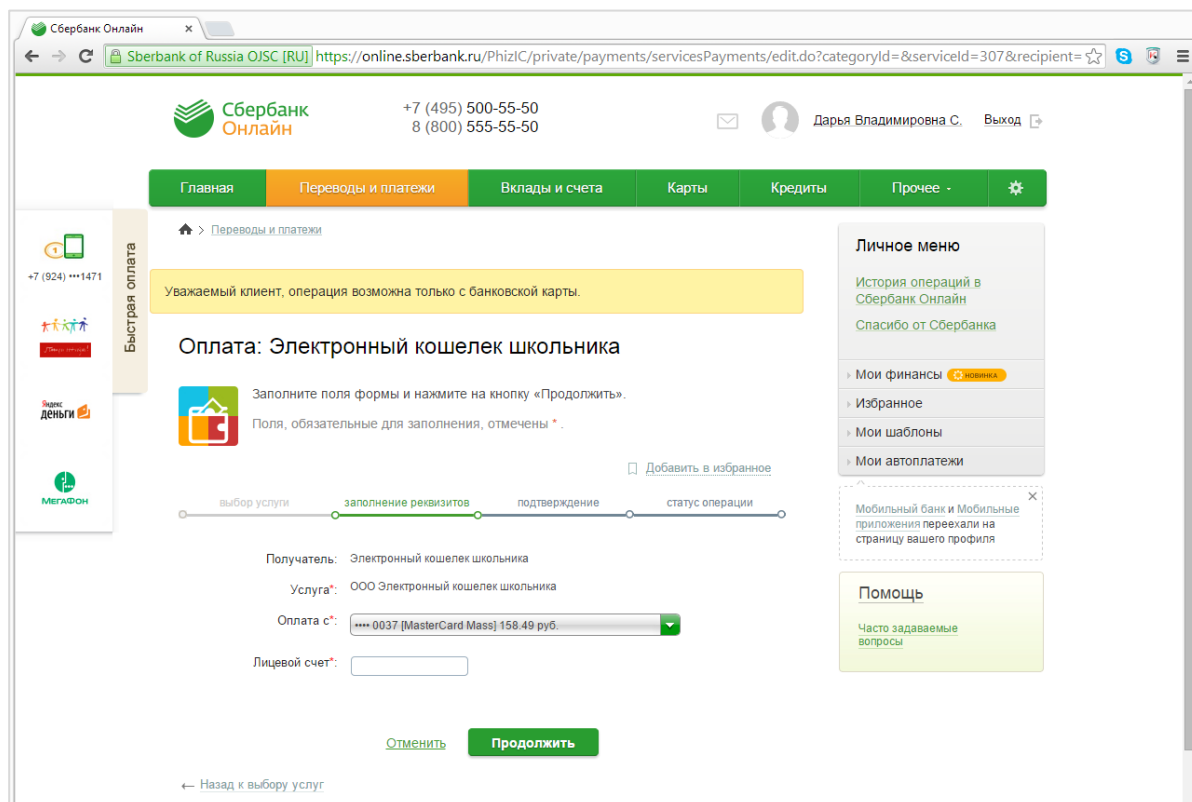 Сбербанк Онлайн
Sberbank of Russia OJSC [RU] https://online.sberbank.ru/PhizIC/private/payments/servicesPayments/edit.do?categoryId=&serviceId=307&recipient=
Сбербанк
Онлайн
+7 (495) 500-55-50
8 (800) 555-55-50
Дарья Владимировна С.
Выход
Главная
Переводы и платежи
Вклады и счета
Карты
Кредиты
Прочее
Быстрая оплата
+7 (924) •••1471
Яндекс
деньги
МЕГАФОН
> Переводы и платежи
Уважаемый клиент, операция возможна только с банковской карты.
Оплата: Электронный кошелек школьника
Заполните поля формы и нажмите на кнопку «Продолжить».
Поля, обязательные для заполнения, отмечены * .
Добавить в избранное
выбор услуги
заполнение реквизитов
подтверждение
статус операции
Получатель: Электронный кошелек школьника
Услуга*: ООО Электронный кошелек школьника
Оплата с*: •••• 0037 [MasterCard Mass] 158.49 руб.
Лицевой счет*:
Отменить
Продолжить
← Назад к выбору услуг
Личное меню
История операций в
Сбербанк Онлайн
Спасибо от Сбербанка
Мои финансы НОВИНКА
Избранное
Мои шаблоны
Мои автоплатежи
Мобильный банк и Мобильные
приложения переехали на
страницу вашего профиля
Помощь
Часто задаваемые
вопросы